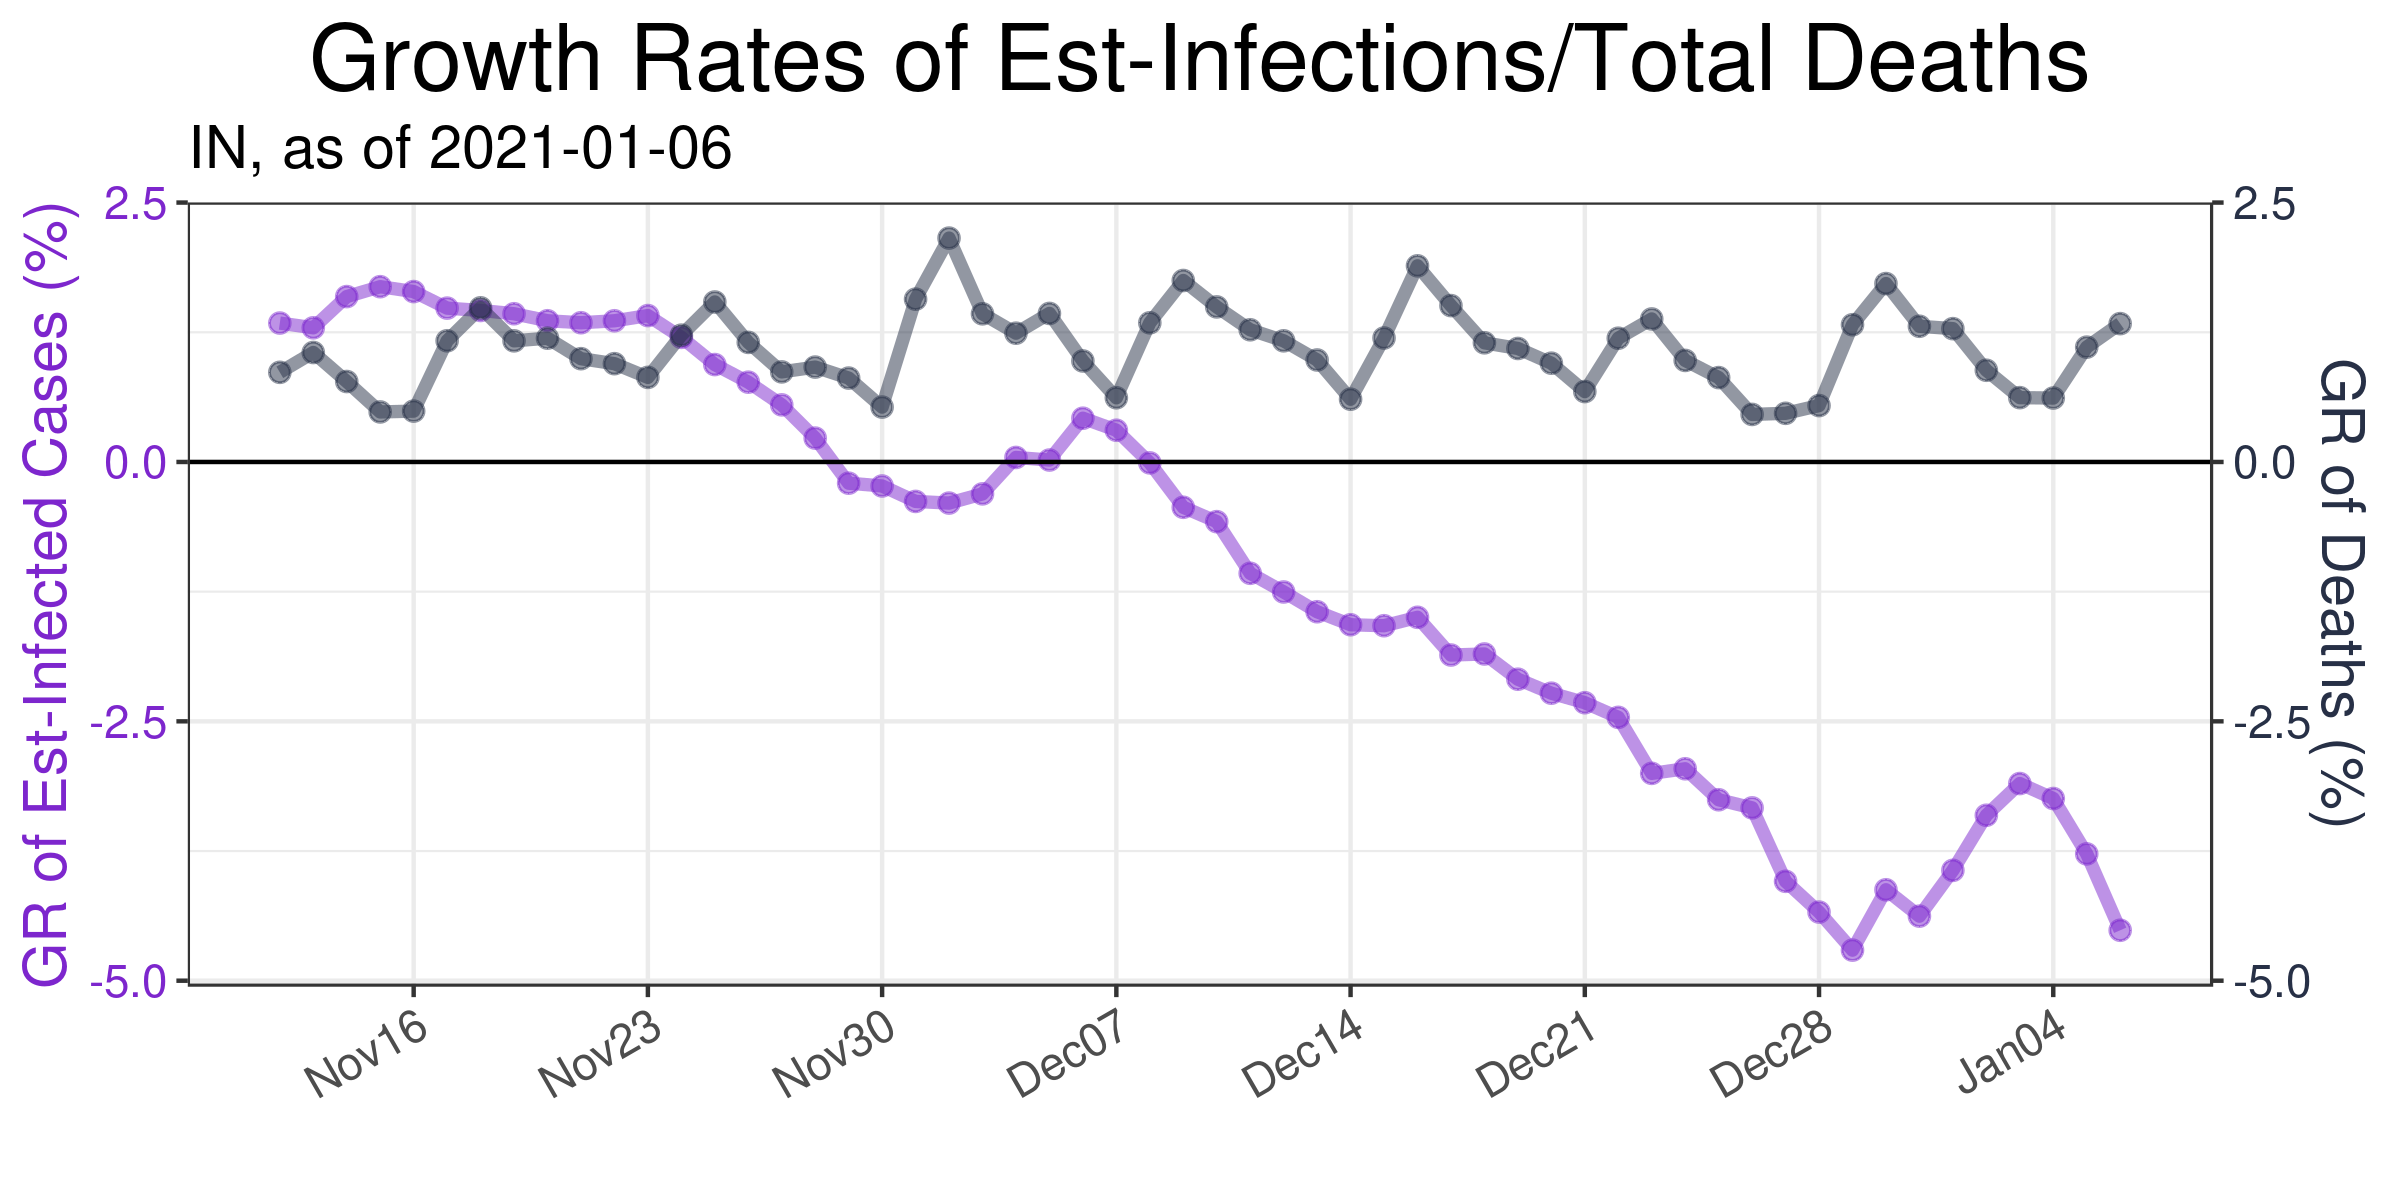 Growth Rates of Est-Infections/Total Deaths
IN, as of 2021-01-06
GR of Est-Infected Cases (%)
2.5
0.0
-2.5
-5.0
2.5
0.0
-2.5
-5.0
GR of Deaths (%)
Nov16
Nov23
Nov30
Dec07
Dec14
Dec21
Dec28
Jan04